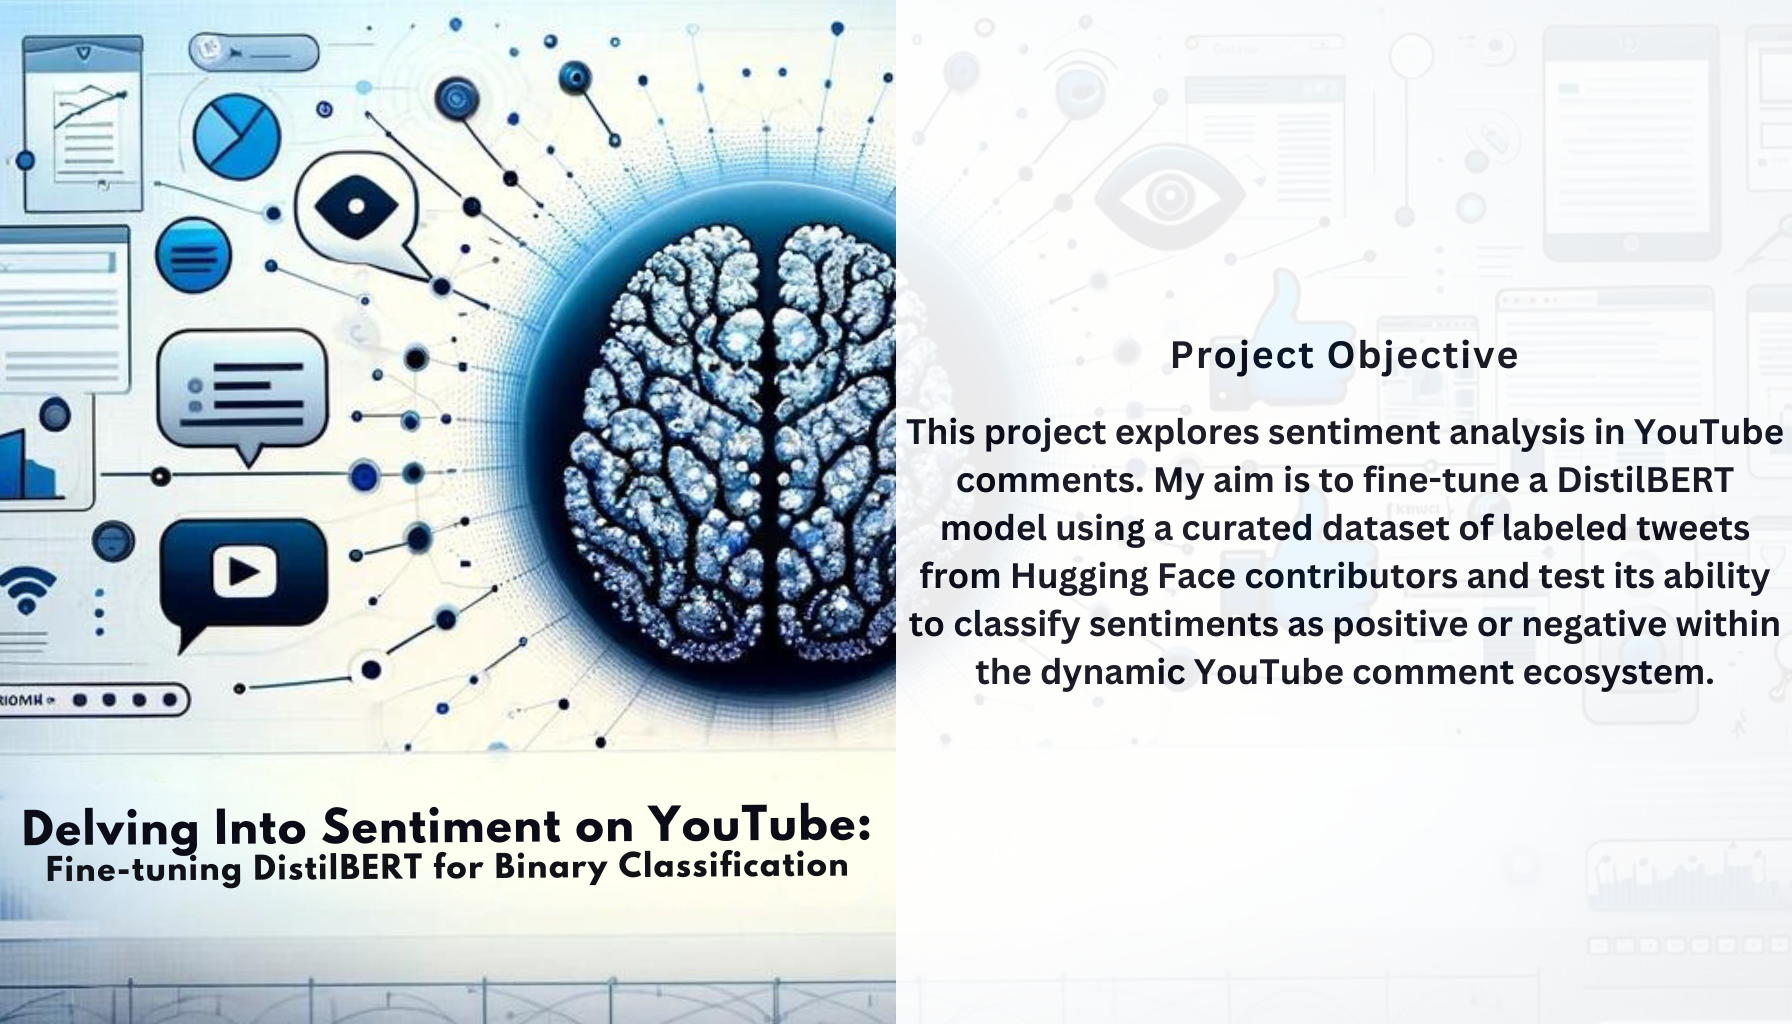 Delving Into Sentiment on YouTube:
Fine-tuning DistilBERT for Binary Classification
Project Objective
This project explores sentiment analysis in YouTube
comments. My aim is to fine-tune a DistilBERT
model using a curated dataset of labeled tweets
from Hugging Face contributors and test its ability
to classify sentiments as positive or negative within
the dynamic YouTube comment ecosystem.